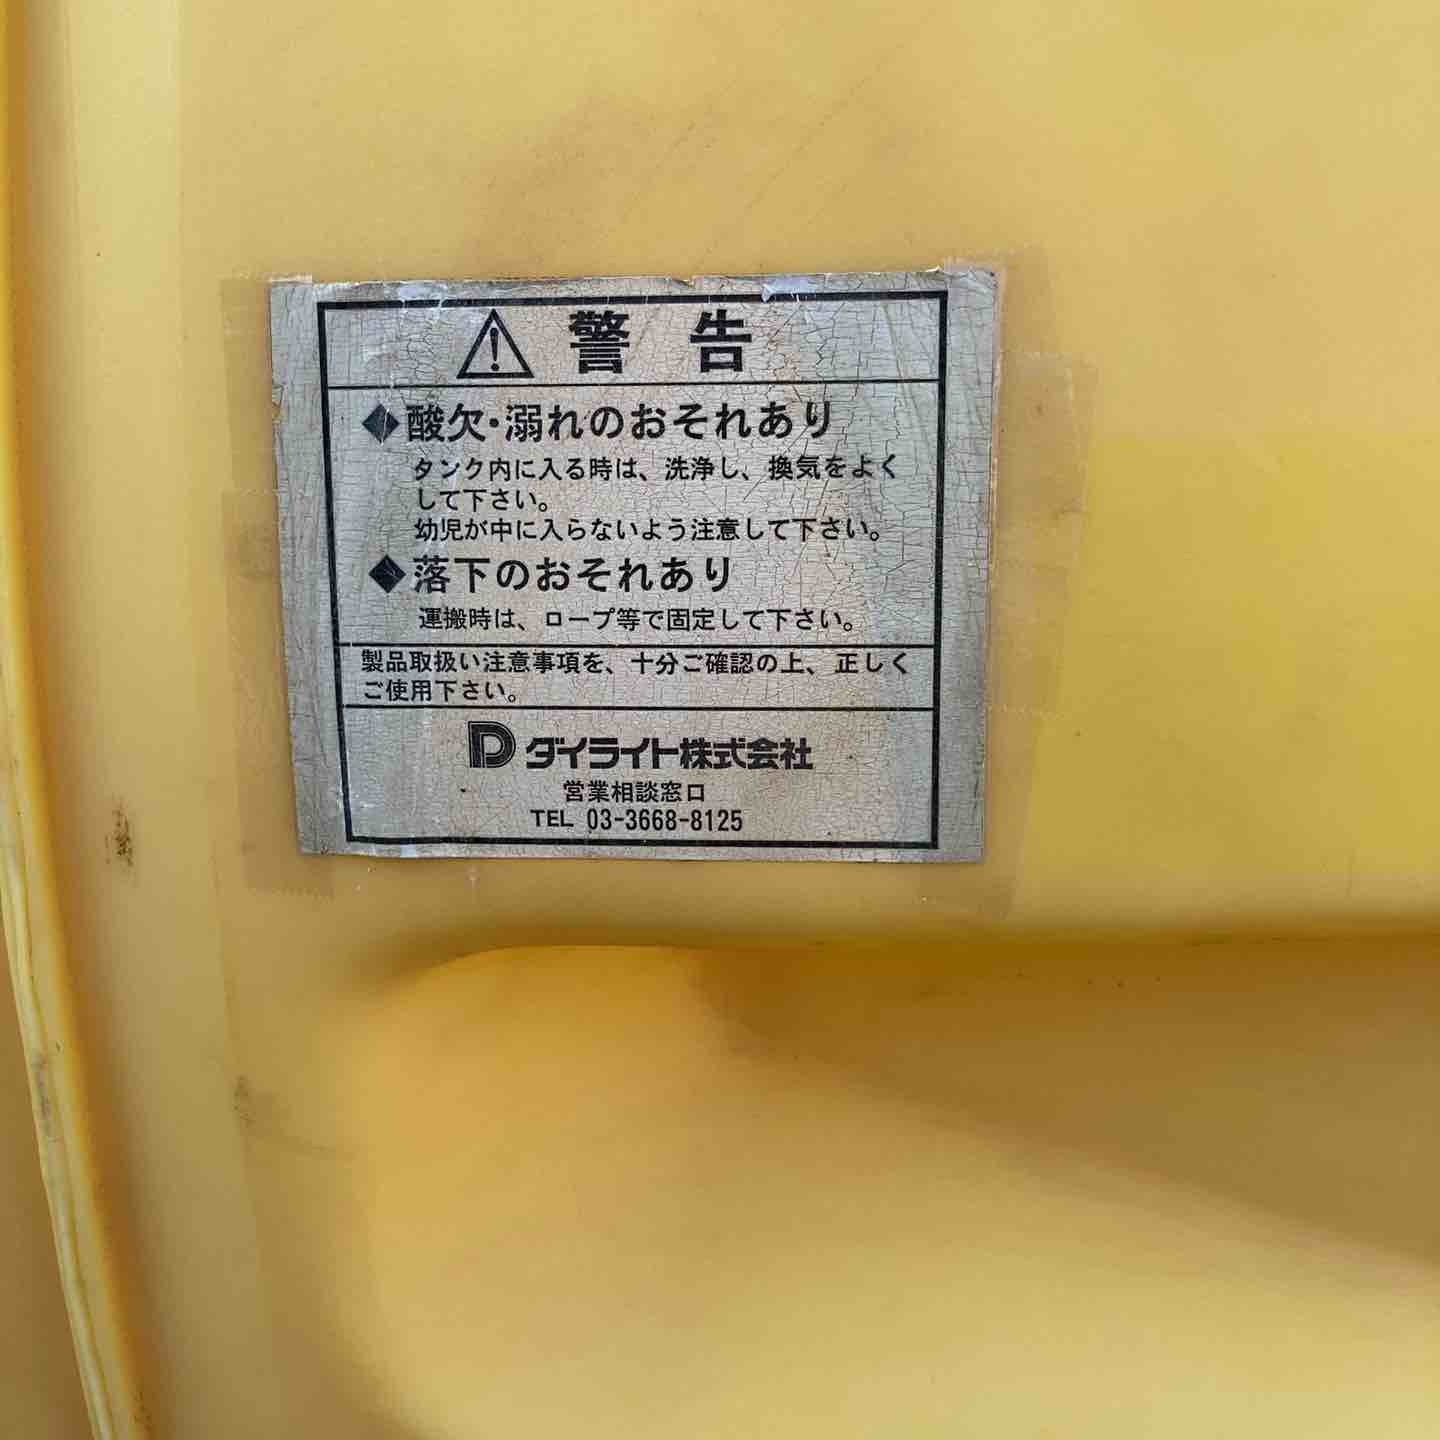 警告
◆酸欠・溺れのおそれあり
タンク内に入る時は、洗浄し、換気をよく
して下さい。
幼児が中に入らないよう注意して下さい。
◆落下のおそれあり
運搬時は、ロープ等で固定して下さい。
製品取扱い注意事項を、十分ご確認の上、正しく
ご使用下さい。
D ダイライト株式会社
営業相談窓口
TEL 03-3668-8125